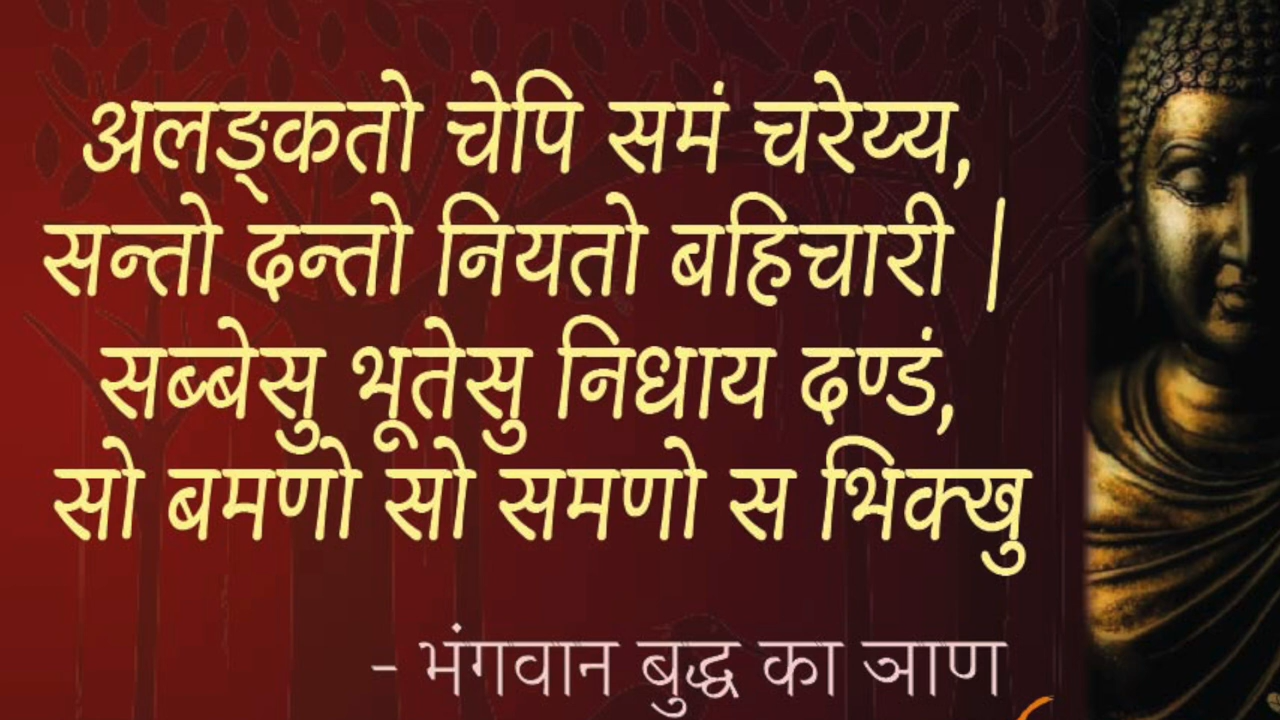 अलङ्कतो चेपि समं चरेय्य,
सन्तो दन्तो नियतो बहिचारी |
सब्बेसु भूतेसु निधाय दण्डं,
सो बमणो सो समणो स भिक्खु
- भंगवान बुद्ध का ञाण